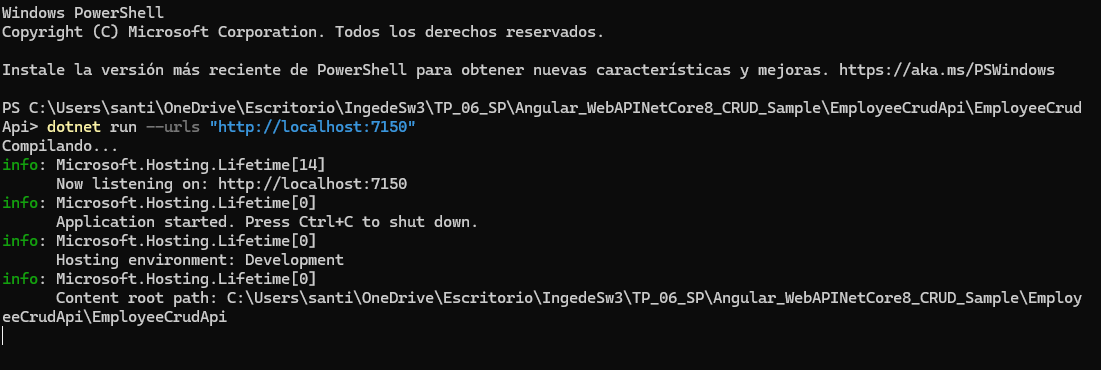 Windows PowerShell
Copyright (C) Microsoft Corporation. Todos los derechos reservados.
Instale la versión más reciente de PowerShell para obtener nuevas características y mejoras. https://aka.ms/PSWindows
PS C:\Users\santi\OneDrive\Escritorio\IngedeSw3\TP_06_SP\Angular_WebAPINetCore8_CRUD_Sample\EmployeeCrudApi\EmployeeCrud
Api> dotnet run --urls "http://localhost:7150"
Compilando...
info: Microsoft.Hosting.Lifetime[14]
      Now listening on: http://localhost:7150
info: Microsoft.Hosting.Lifetime[0]
      Application started. Press Ctrl+C to shut down.
info: Microsoft.Hosting.Lifetime[0]
      Hosting environment: Development
info: Microsoft.Hosting.Lifetime[0]
      Content root path: C:\Users\santi\OneDrive\Escritorio\IngedeSw3\TP_06_SP\Angular_WebAPINetCore8_CRUD_Sample\Employ
eeCrudApi\EmployeeCrudApi